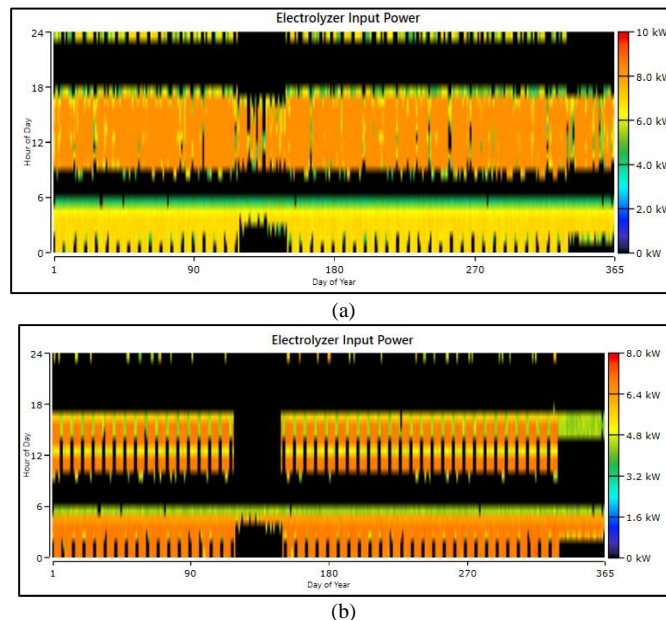 Electrolyzer Input Power
24
18
12
6
0
Hour of Day
1
90
180
270
365
Day of Year
10 kW
8.0 kW
6.0 kW
4.0 kW
2.0 kW
0 kW
(a)
Electrolyzer Input Power
24
18
12
6
0
Hour of Day
1
90
180
270
365
Day of Year
8.0 kW
6.4 kW
4.8 kW
3.2 kW
1.6 kW
0 kW
(b)